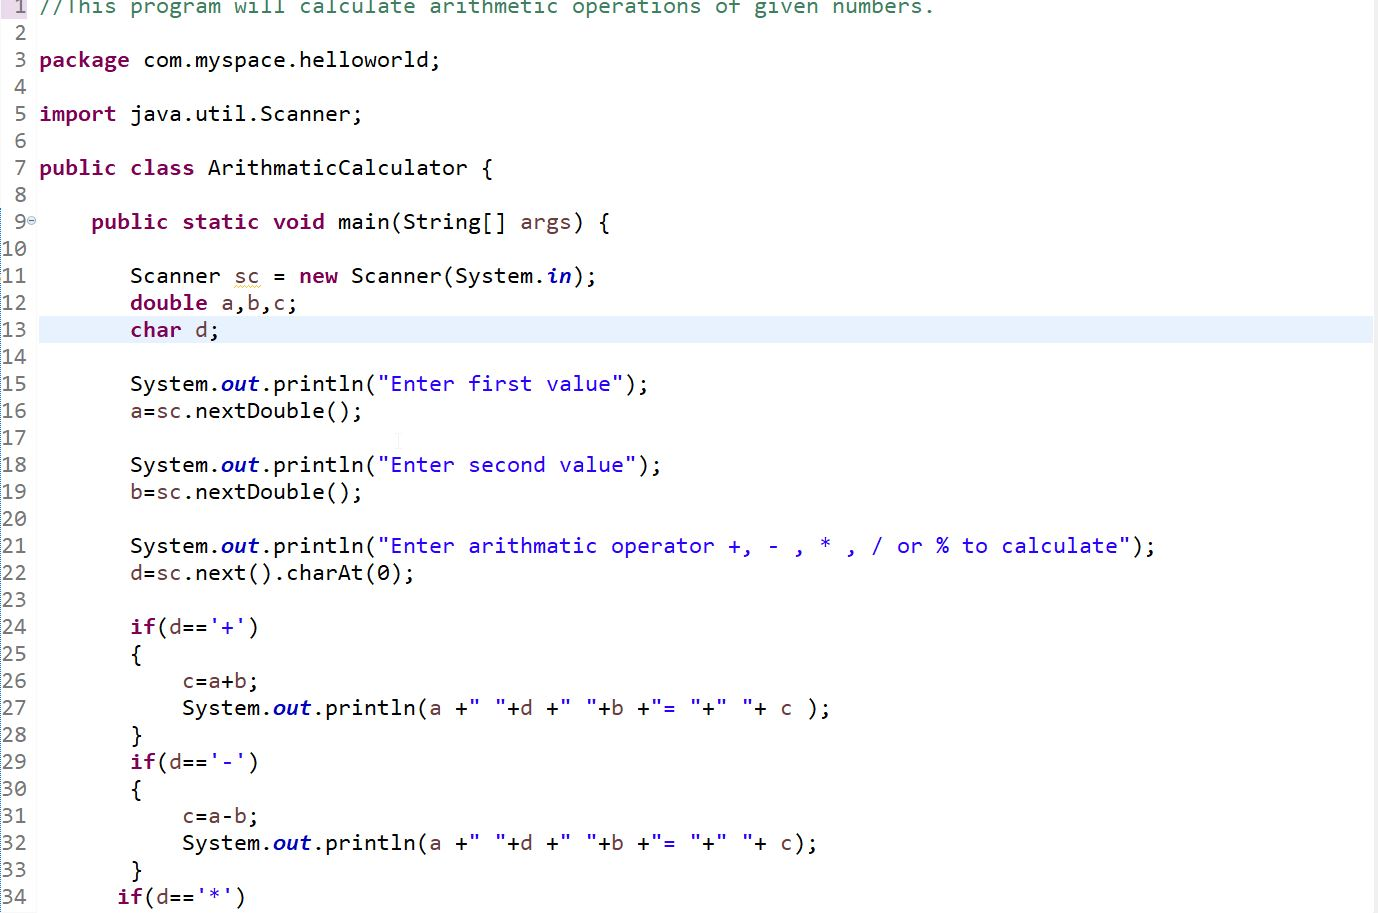 1 //This program will calculate arithmetic operations of given numbers.
2
3 package com.myspace.helloworld;
4
5 import java.util.Scanner;
6
7 public class ArithmaticCalculator {
8
9 public static void main(String[] args) {
10
11 Scanner sc = new Scanner(System.in);
12 double a,b,c;
13 char d;
14
15 System.out.println("Enter first value");
16 a=sc.nextDouble();
17
18 System.out.println("Enter second value");
19 b=sc.nextDouble();
20
21 System.out.println("Enter arithmatic operator +, - , * , / or % to calculate");
22 d=sc.next().charAt(0);
23
24 if(d=='+')
25 {
26 c=a+b;
27 System.out.println(a +" "+d +" "+b +"= "+" "+ c );
28 }
29 if(d=='-')
30 {
31 c=a-b;
32 System.out.println(a +" "+d +" "+b +"= "+" "+ c);
33 }
34 if(d=='*')